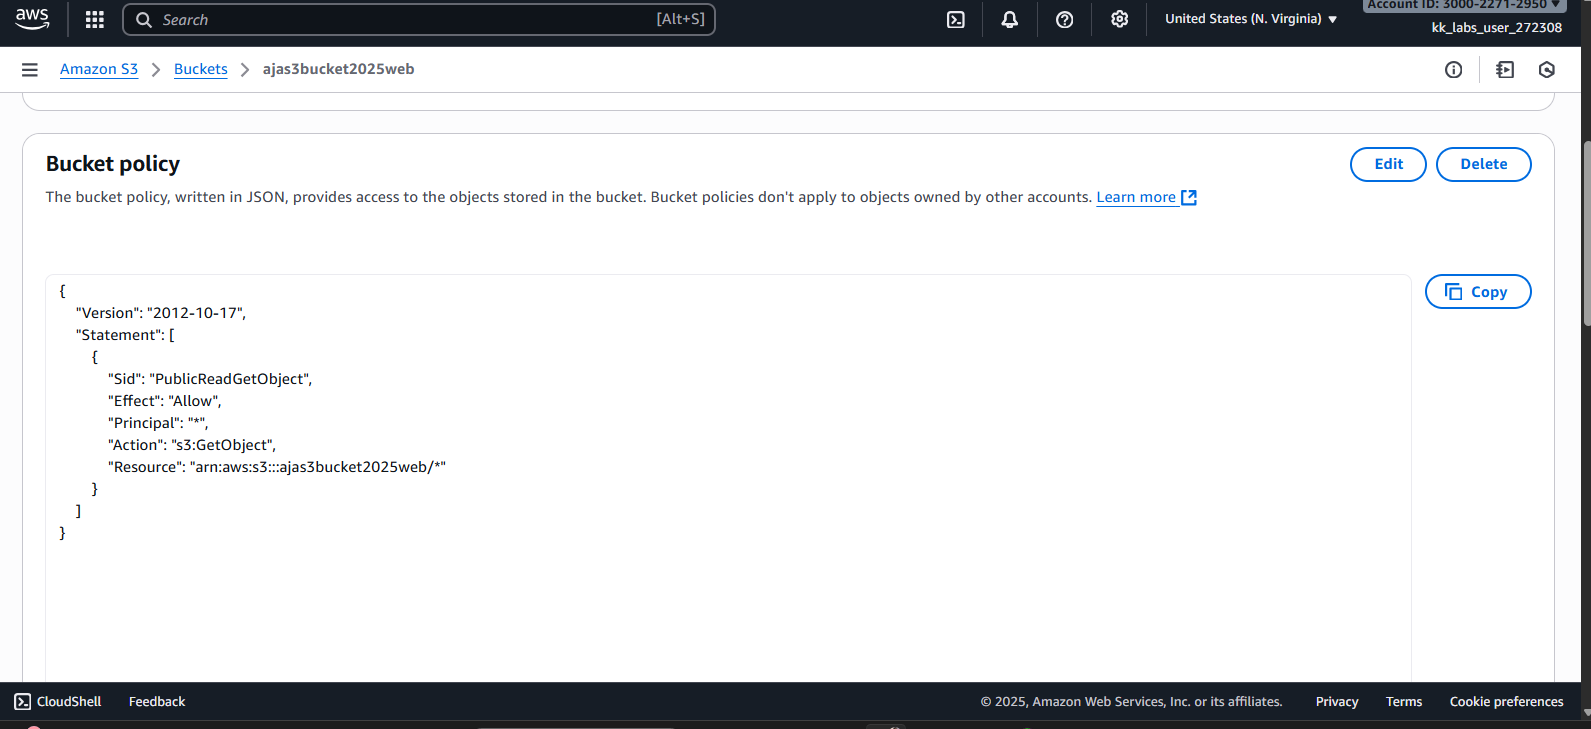 aws
Search [Alt+S]
United States (N. Virginia)
Account ID: 3000-2271-2950
kk_labs_user_272308
Amazon S3 > Buckets > ajas3bucket2025web
Bucket policy
Edit
Delete
The bucket policy, written in JSON, provides access to the objects stored in the bucket. Bucket policies don't apply to objects owned by other accounts. Learn more
Copy
{
"Version": "2012-10-17",
"Statement": [
{
"Sid": "PublicReadGetObject",
"Effect": "Allow",
"Principal": "*",
"Action": "s3:GetObject",
"Resource": "arn:aws:s3:::ajas3bucket2025web/*"
}
]
}
CloudShell Feedback © 2025, Amazon Web Services, Inc. or its affiliates. Privacy Terms Cookie preferences